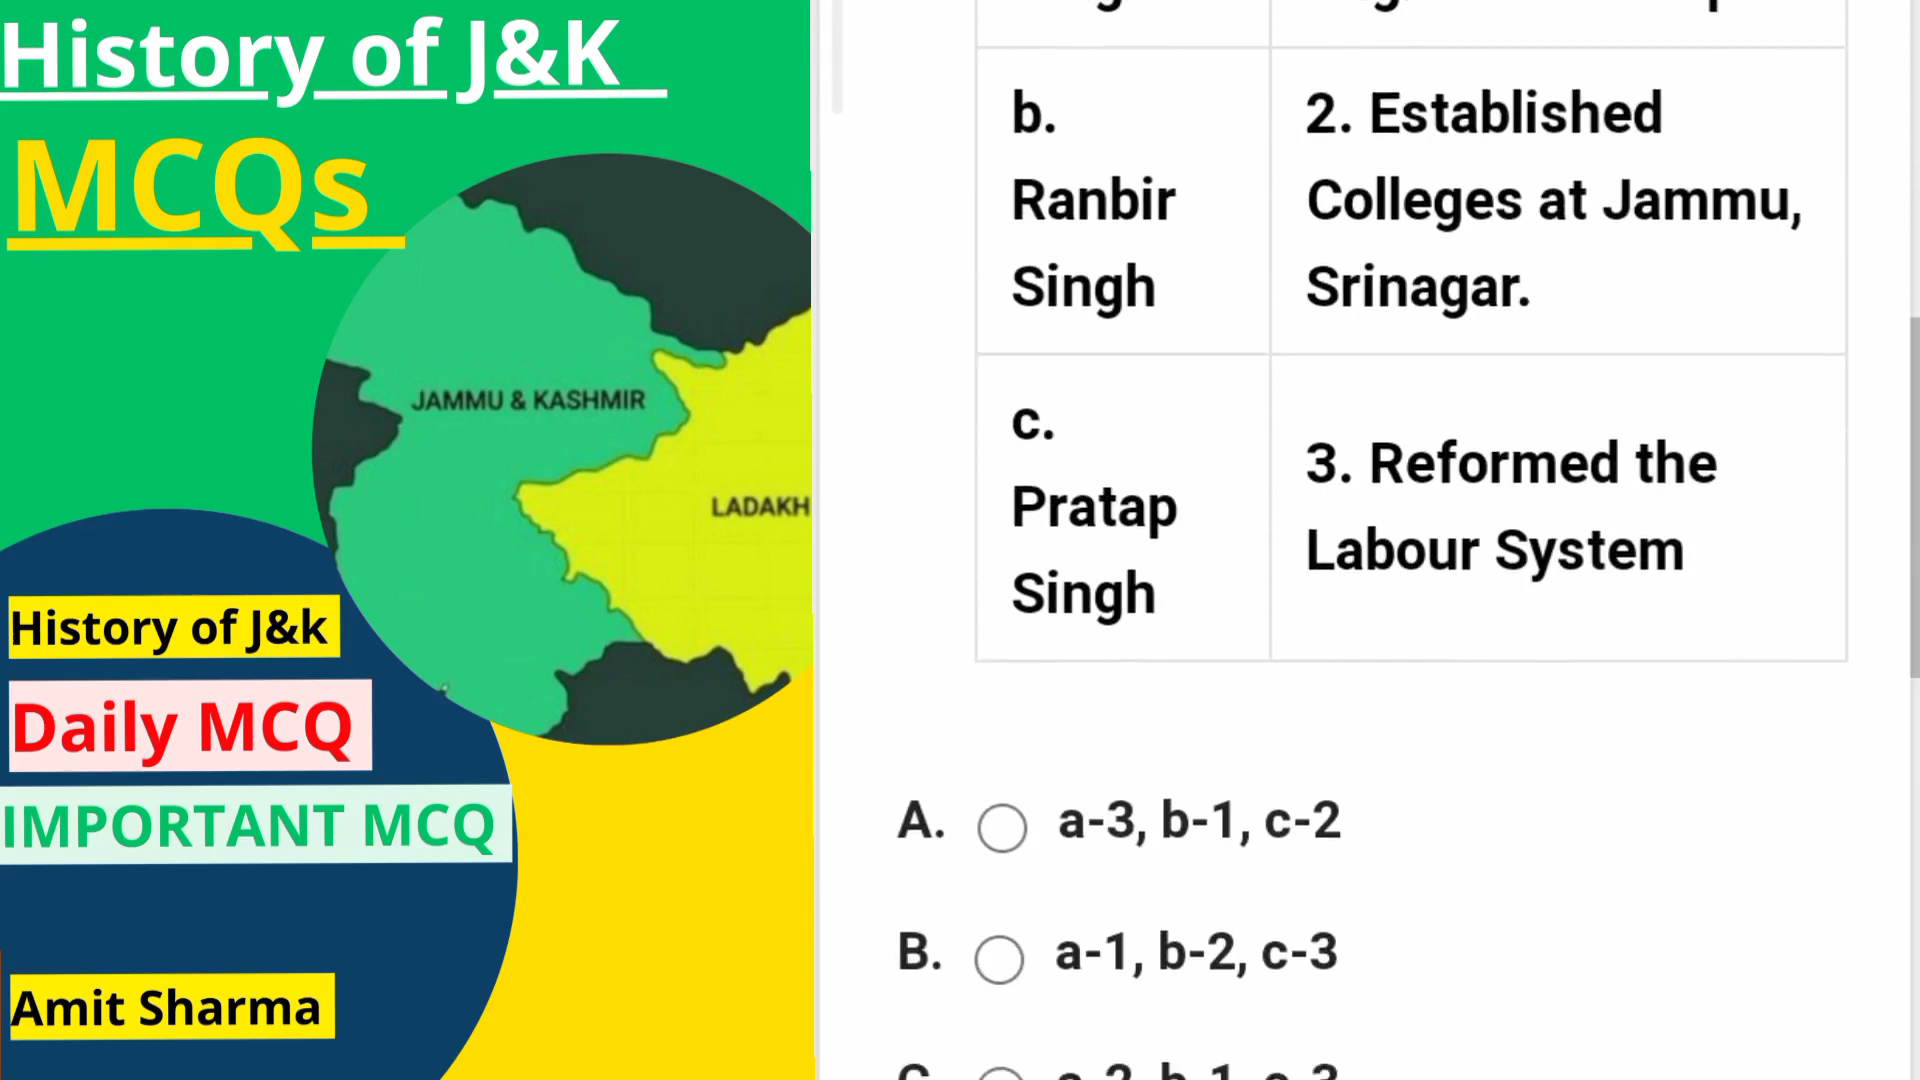 History of J&K
MCQs
JAMMU & KASHMIR
LADAKH
History of J&k
Daily MCQ
IMPORTANT MCQ
Amit Sharma
b.
Ranbir
Singh
2. Established
Colleges at Jammu,
Srinagar.
c.
Pratap
Singh
3. Reformed the
Labour System
A. a-3, b-1, c-2
B. a-1, b-2, c-3